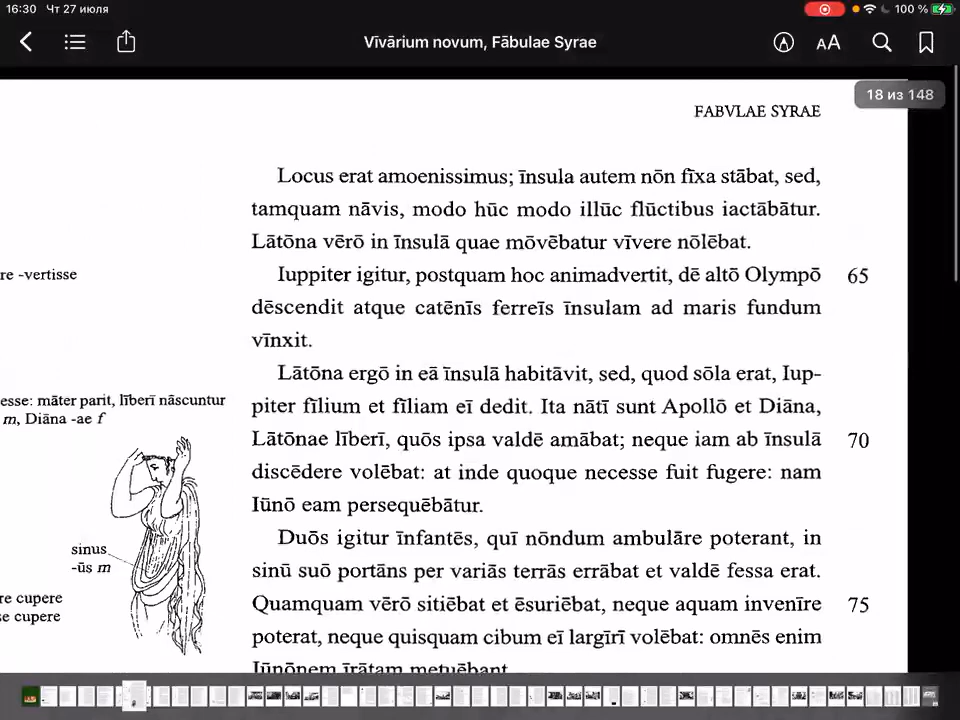 16:30 Чт 27 июля
100 %
Vīvārium novum, Fābulae Syrae
AA
18 из 148
FABVLAE SYRAE
Locus erat amoenissimus; īnsula autem nōn fīxa stābat, sed,
tamquam nāvis, modo hūc modo illūc flūctibus iactābātur.
Lātōna vērō in īnsulā quae mōvēbatur vīvere nōlēbat.
Iuppiter igitur, postquam hoc animadvertit, dē altō Olympō 65
dēscendit atque catēnīs ferreīs īnsulam ad maris fundum
vīnxit.
Lātōna ergō in eā īnsulā habitāvit, sed, quod sōla erat, Iup-
piter fīlium et fīliam eī dedit. Ita nātī sunt Apollō et Diāna,
Lātōnae līberī, quōs ipsa valdē amābat; neque iam ab īnsulā 70
discēdere volēbat: at inde quoque necesse fuit fugere: nam
Iūnō eam persequēbātur.
Duōs igitur īnfantēs, quī nōndum ambulāre poterant, in
sinū suō portāns per variās terrās errābat et valdē fessa erat.
Quamquam vērō sitiēbat et ēsuriēbat, neque aquam invenīre 75
poterat, neque quisquam cibum eī largīrī volēbat: omnēs enim
Iūnōnem īrātam metuēbant.
re -vertisse
esse: māter parit, līberī nāscuntur
m, Diāna -ae f
sinus
-ūs m
re cupere
se cupere